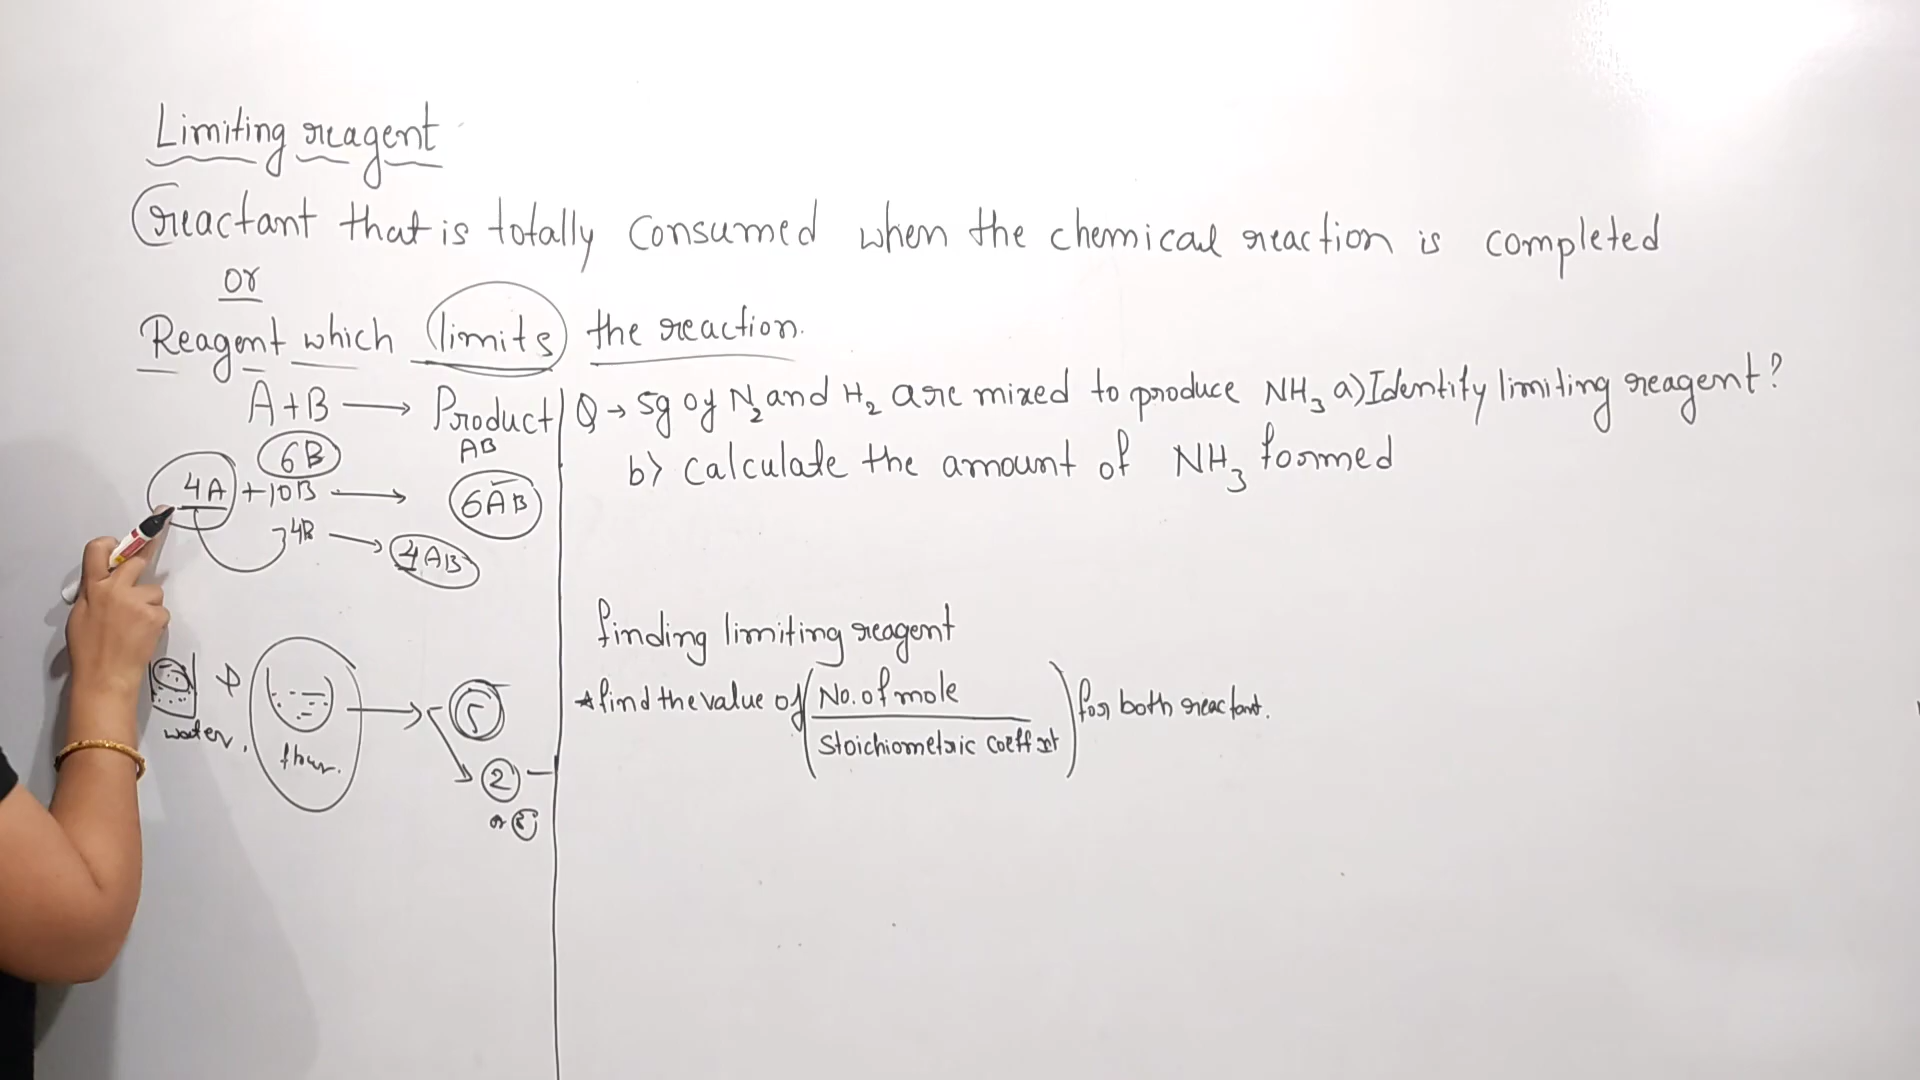 Limiting reagent
reactant that is totally consumed when the chemical reaction is completed
or
Reagent which limits the reaction.
A+B → Product
AB
6B
4A +10B → 6AB
4B → 4AB
water.
5
2
or
Q → 5g of N₂ and H₂ are mixed to produce NH₃ a) Identify limiting reagent?
b) calculate the amount of NH₃ formed
finding limiting reagent
* find the value of (No. of mole / Stoichiometric coeffnt) for both reactant.